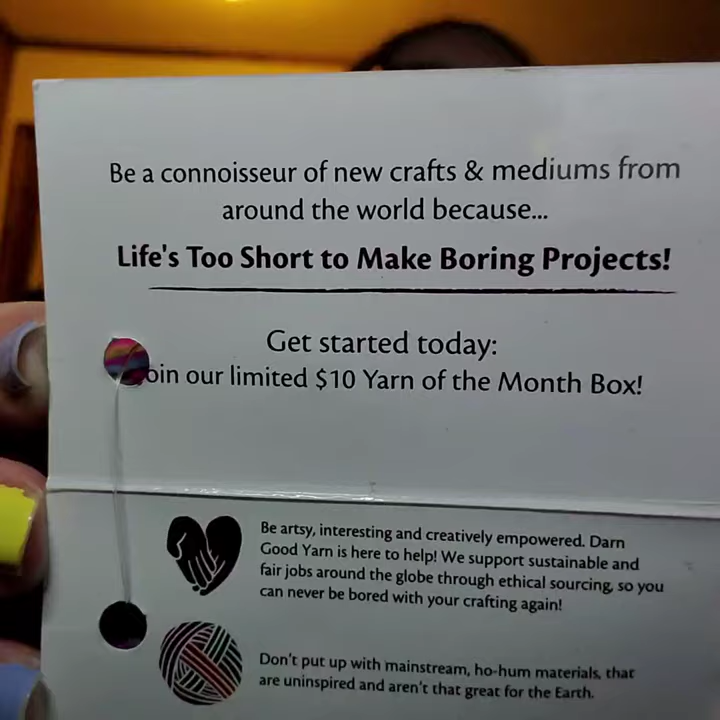 Be a connoisseur of new crafts & mediums from
around the world because...
Life's Too Short to Make Boring Projects!
Get started today:
oin our limited $10 Yarn of the Month Box!
Be artsy, interesting and creatively empowered. Darn
Good Yarn is here to help! We support sustainable and
fair jobs around the globe through ethical sourcing, so you
can never be bored with your crafting again!
Don't put up with mainstream, ho-hum materials, that
are uninspired and aren't that great for the Earth.